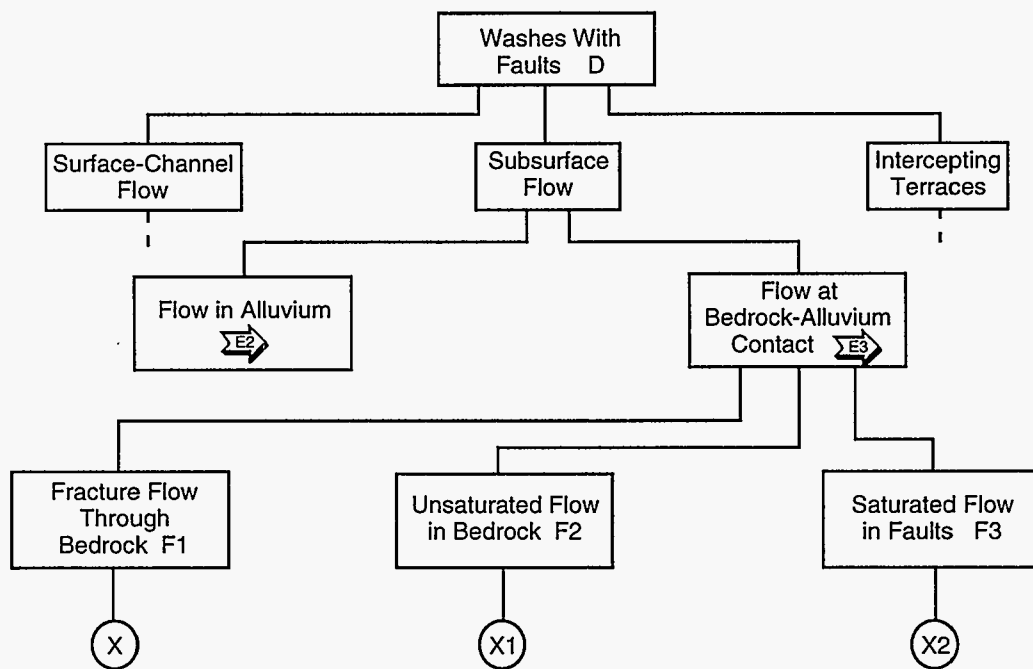 Washes With
Faults D
Surface-Channel
Flow
Subsurface
Flow
Intercepting
Terraces
Flow in Alluvium
E2
Flow at
Bedrock-Alluvium
Contact E3
Fracture Flow
Through
Bedrock F1
Unsaturated Flow
in Bedrock F2
Saturated Flow
in Faults F3
X
X1
X2